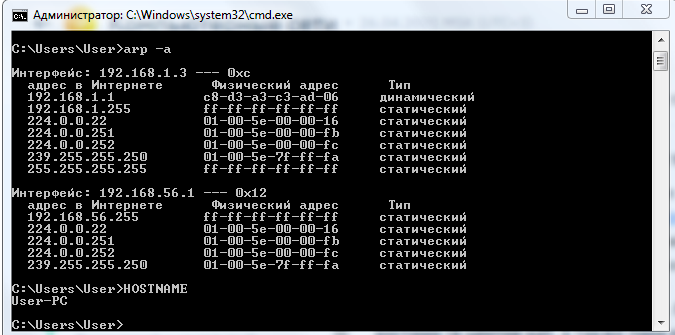 Администратор: C:\Windows\system32\cmd.exe
C:\Users\User>arp -a
Интерфейс: 192.168.1.3 --- 0xc
адрес в Интернете Физический адрес Тип
192.168.1.1 c8-d3-a3-c3-ad-06 динамический
192.168.1.255 ff-ff-ff-ff-ff-ff статический
224.0.0.22 01-00-5e-00-00-16 статический
224.0.0.251 01-00-5e-00-00-fb статический
224.0.0.252 01-00-5e-00-00-fc статический
239.255.255.250 01-00-5e-7f-ff-fa статический
255.255.255.255 ff-ff-ff-ff-ff-ff статический
Интерфейс: 192.168.56.1 --- 0x12
адрес в Интернете Физический адрес Тип
192.168.56.255 ff-ff-ff-ff-ff-ff статический
224.0.0.22 01-00-5e-00-00-16 статический
224.0.0.251 01-00-5e-00-00-fb статический
224.0.0.252 01-00-5e-00-00-fc статический
239.255.255.250 01-00-5e-7f-ff-fa статический
C:\Users\User>HOSTNAME
User-PC
C:\Users\User>